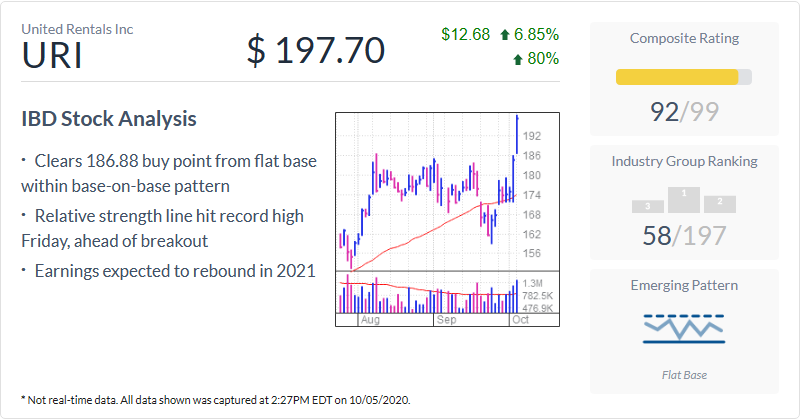 United Rentals Inc
URI
$ 197.70
$12.68 6.85%
80%
IBD Stock Analysis
· Clears 186.88 buy point from flat base
within base-on-base pattern
· Relative strength line hit record high
Friday, ahead of breakout
· Earnings expected to rebound in 2021
192
186
180
174
168
162
156
1.3M
782.5K
476.9K
Aug Sep Oct
Composite Rating
92/99
Industry Group Ranking
3 1 2
58/197
Emerging Pattern
Flat Base
* Not real-time data. All data shown was captured at 2:27PM EDT on 10/05/2020.